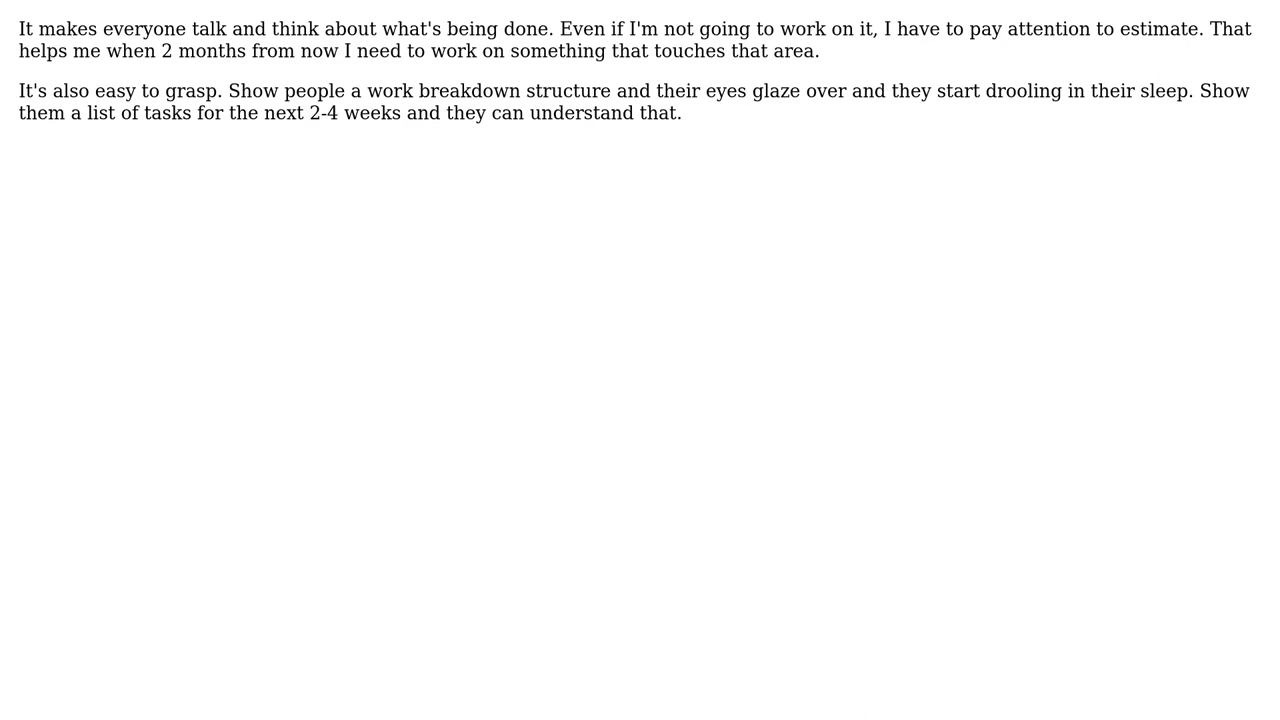 It makes everyone talk and think about what's being done. Even if I'm not going to work on it, I have to pay attention to estimate. That
helps me when 2 months from now I need to work on something that touches that area.
It's also easy to grasp. Show people a work breakdown structure and their eyes glaze over and they start drooling in their sleep. Show
them a list of tasks for the next 2-4 weeks and they can understand that.